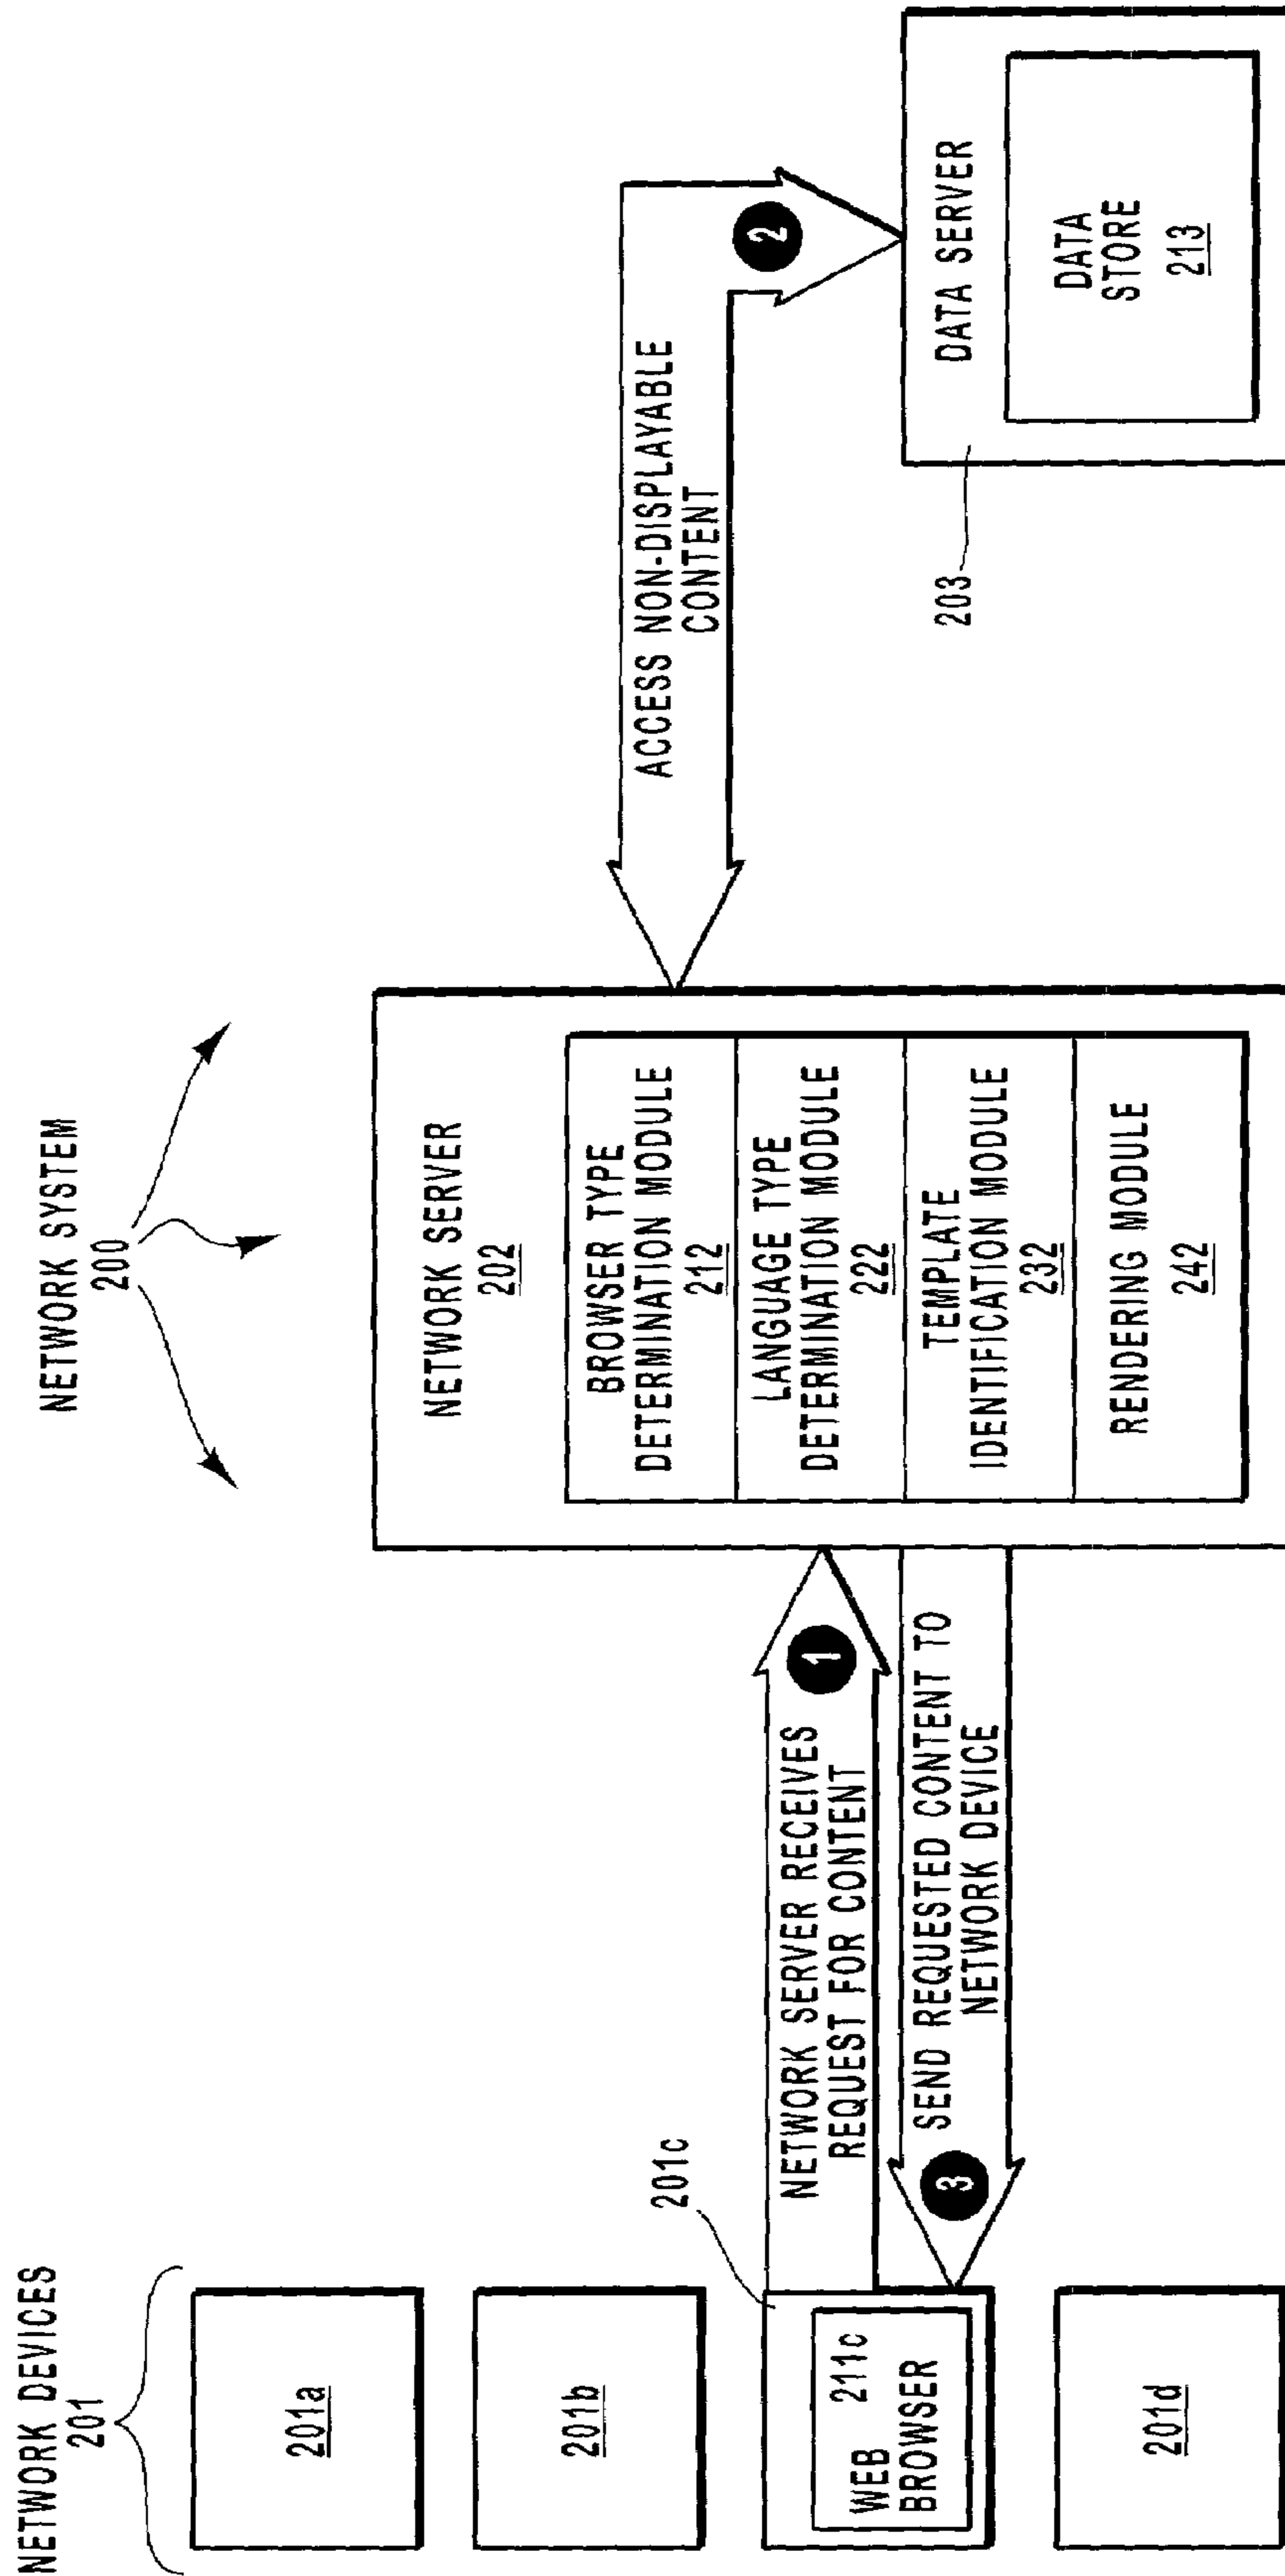 NETWORK SYSTEM
200
NETWORK DEVICES
201
201a
201b
201c
WEB 211c
BROWSER
201d
NETWORK SERVER RECEIVES
REQUEST FOR CONTENT
1
SEND REQUESTED CONTENT TO
NETWORK DEVICE
3
NETWORK SERVER
202
BROWSER TYPE
DETERMINATION MODULE
212
LANGUAGE TYPE
DETERMINATION MODULE
222
TEMPLATE
IDENTIFICATION MODULE
232
RENDERING MODULE
242
ACCESS NON-DISPLAYABLE
CONTENT
2
203
DATA SERVER
DATA
STORE
213